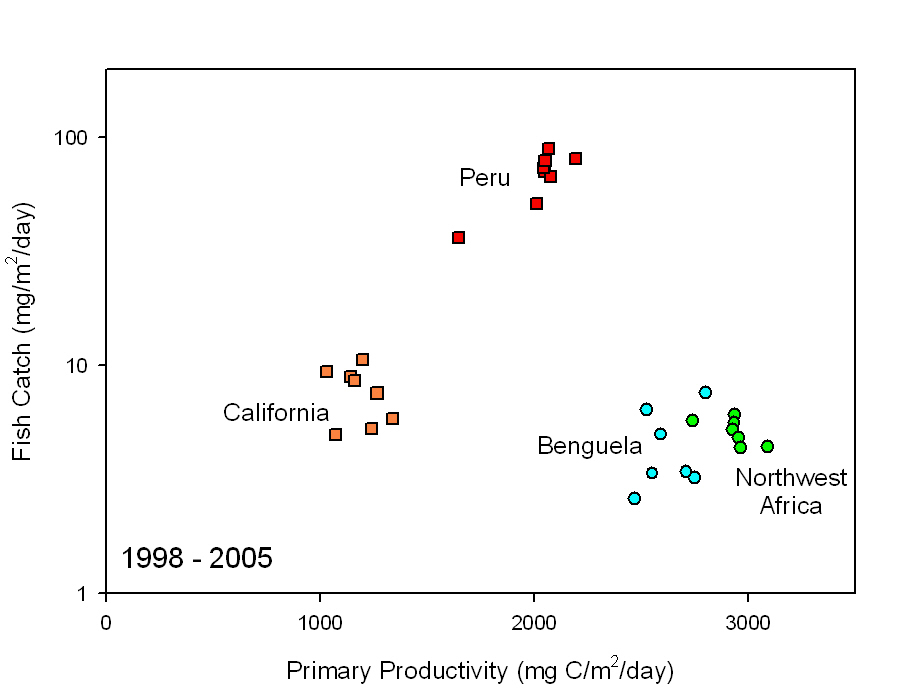 100
10
1
Fish Catch (mg/m²/day)
Peru
California
Benguela
Northwest
Africa
1998 - 2005
0
1000
2000
3000
Primary Productivity (mg C/m²/day)